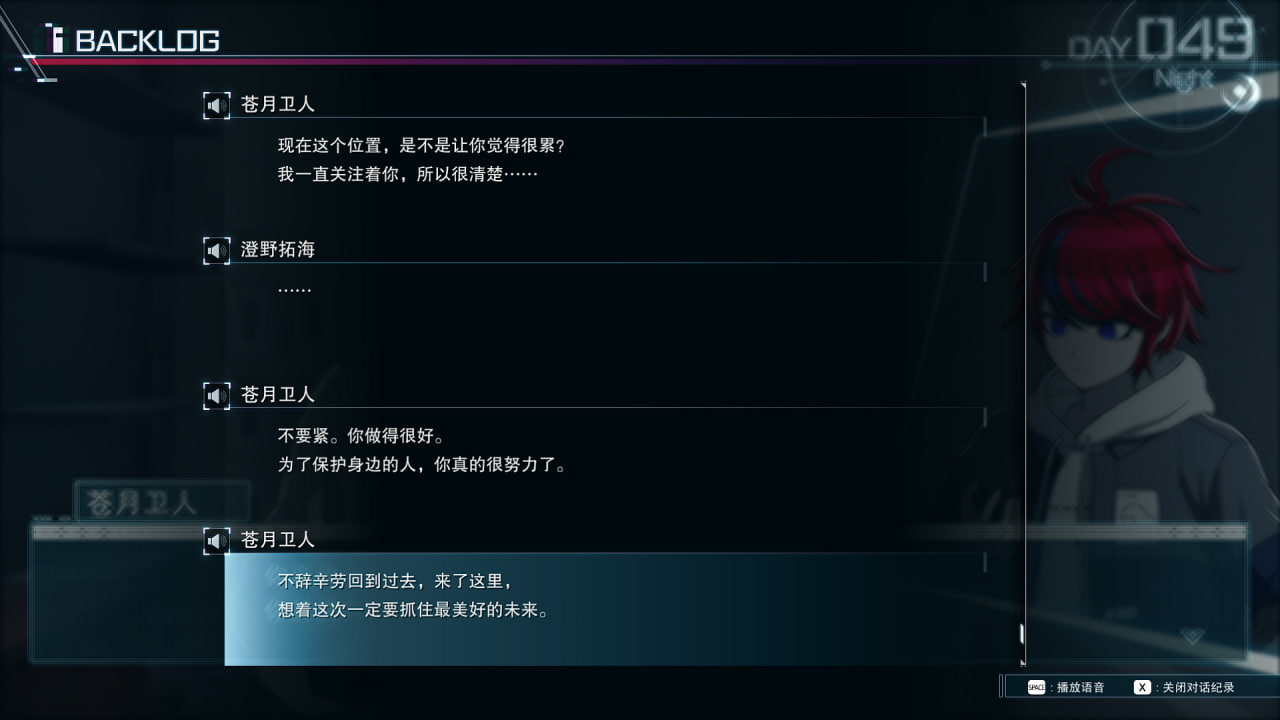 BACKLOG
DAY 049
Night
苍月卫人
现在这个位置，是不是让你觉得很累?
我一直关注着你，所以很清楚……
澄野拓海
……
苍月卫人
不要紧。你做得很好。
为了保护身边的人，你真的很努力了。
苍月卫人
苍月卫人
不辞辛劳回到过去，来了这里，
想着这次一定要抓住最美好的未来。
SPACE : 播放语音 X : 关闭对话纪录